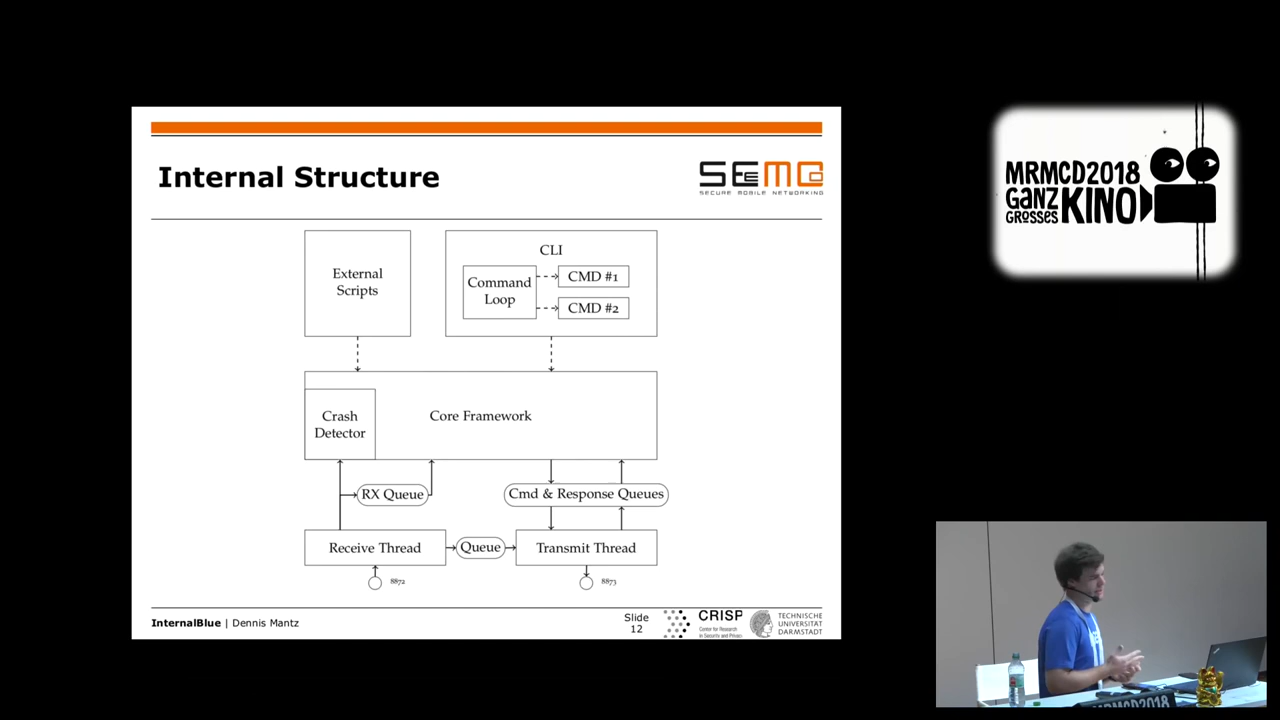 Internal Structure
SEEMOO
SECURE MOBILE NETWORKING
External
Scripts
CLI
Command
Loop
CMD #1
CMD #2
Crash
Detector
Core Framework
RX Queue
Cmd & Response Queues
Receive Thread
Queue
Transmit Thread
8872
8873
InternalBlue | Dennis Mantz
Slide
12
CRISP
Center for Research
in Security and Privacy
TECHNISCHE
UNIVERSITÄT
DARMSTADT
MRMCD2018
GANZ
GROSSES
KINO
MRMCD2018